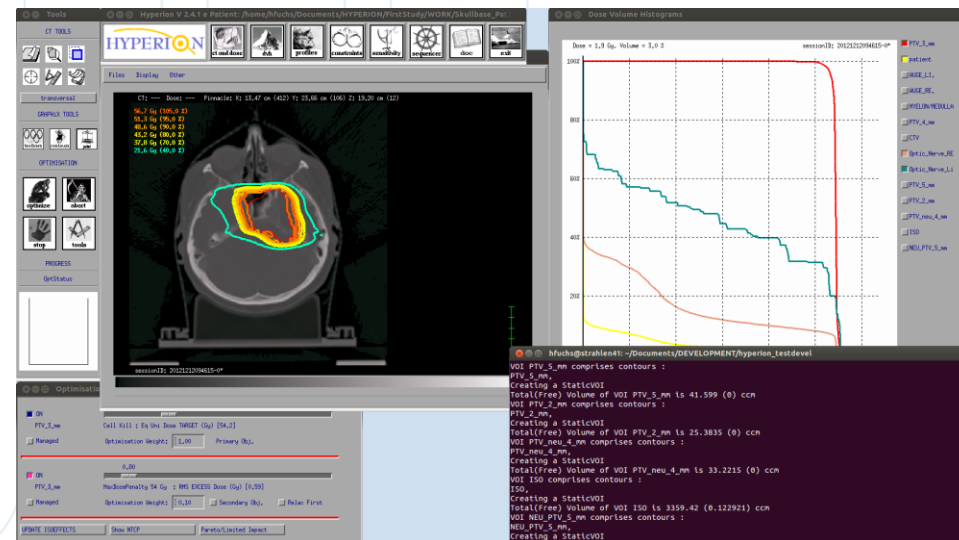 Tools
CT TOOLS
transversal
GRAPHLX TOOLS
OPTIMISATION
optimize
abort
stop
tools
PROGRESS
OptStatus
Hyperion V 2.4.1 e Patient: /home/hfuchs/Documents/HYPERION/FirstStudy/WORK/Skullbase_Pat
HYPERION
ct and dose
dvh
profiles
constraints
sensitivity
sequencer
doc
exit
Files Display Other
CT: --- Dose: --- Pinnacle: X: 13,47 cm (412) Y: 23,66 cm (106) Z: 19,20 cm (12)
56,7 Gy (105,0 %)
51,3 Gy (95,0 %)
48,6 Gy (90,0 %)
43,2 Gy (80,0 %)
37,8 Gy (70,0 %)
21,6 Gy (40,0 %)
sessionID: 20121212094615-0*
Dose Volume Histograms
Dose = 1,9 Gy, Volume = 3,0 % sessionID: 20121212094615-0*
100%
80%
60%
40%
20%
PTV_3_mm
patient
AUGE_LI.
AUGE_RE.
MYELON/MEDULLA
PTV_4_mm
CTV
Optic_Nerve_RE
Optic_Nerve_Li
PTV_5_mm
PTV_2_mm
PTV_neu_4_mm
ISO
NEU_PTV_5_mm
Optimisatio
ON
PTV_3_mm
Cell Kill : Eq Uni Dose TARGET (Gy) [54,2]
Managed
Optimisation Weight: 1,00 Primary Obj.
0,80
ON
PTV_3_mm
MaxDosePenalty 54 Gy : RMS EXCESS Dose (Gy) [0,59]
Managed
Optimisation Weight: 0,10 Secondary Obj. Relax First
UPDATE ISOEFFECTS Show NTCP Pareto/Limited Impact
hfuchs@strahlen41: ~/Documents/DEVELOPMENT/hyperion_testdevel
VOI PTV_5_mm comprises contours :
PTV_5_mm,
Creating a StaticVOI
Total(Free) Volume of VOI PTV_5_mm is 41.599 (0) ccm
VOI PTV_2_mm comprises contours :
PTV_2_mm,
Creating a StaticVOI
Total(Free) Volume of VOI PTV_2_mm is 25.3835 (0) ccm
VOI PTV_neu_4_mm comprises contours :
PTV_neu_4_mm,
Creating a StaticVOI
Total(Free) Volume of VOI PTV_neu_4_mm is 33.2215 (0) ccm
VOI ISO comprises contours :
ISO,
Creating a StaticVOI
Total(Free) Volume of VOI ISO is 3359.42 (0.122921) ccm
VOI NEU_PTV_5_mm comprises contours :
NEU_PTV_5_mm,
Creating a StaticVOI